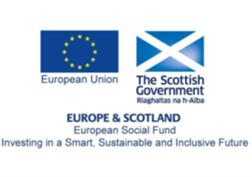 European Union
The Scottish
Government
Riaghaltas na h-Alba
EUROPE & SCOTLAND
European Social Fund
Investing in a Smart, Sustainable and Inclusive Future